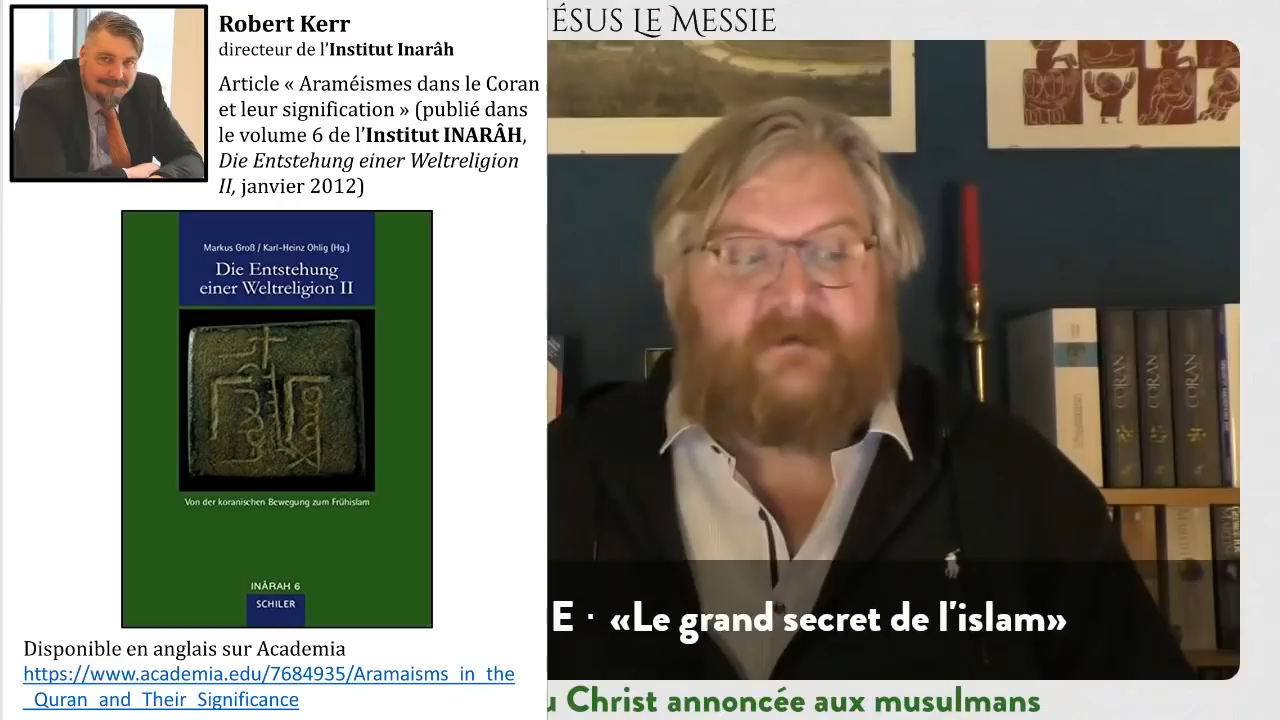 Robert Kerr
directeur de l'Institut Inarâh
Article « Araméismes dans le Coran
et leur signification » (publié dans
le volume 6 de l'Institut INARÂH,
Die Entstehung einer Weltreligion
II, janvier 2012)
Markus Groß / Karl-Heinz Ohlig (Hg.)
Die Entstehung
einer Weltreligion II
Von der koranischen Bewegung zum Frühislam
INÂRAH 6
SCHILER
Disponible en anglais sur Academia
https://www.academia.edu/7684935/Aramaisms_in_the
_Quran_and_Their_Significance
ÉSUS LE MESSIE
CORAN
CORAN
CORAN
E · «Le grand secret de l'islam»
u Christ annoncée aux musulmans